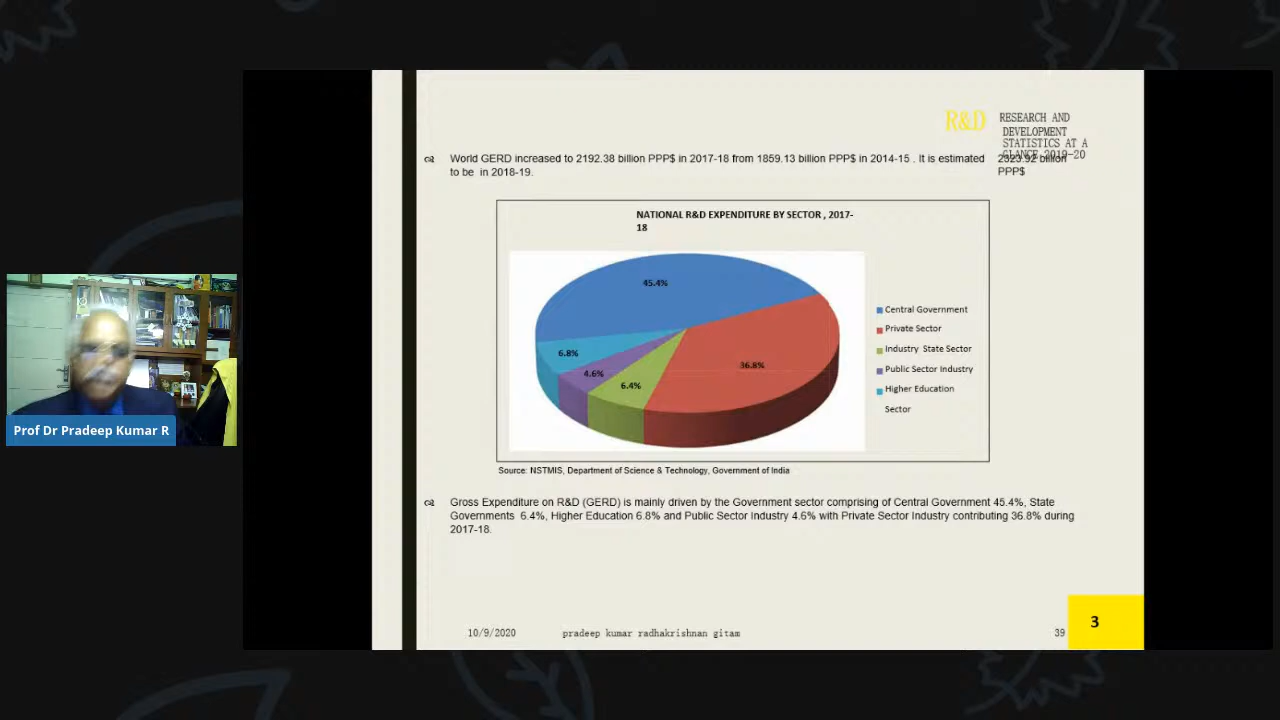 R&D
RESEARCH AND
DEVELOPMENT
STATISTICS AT A
GLANCE 2019-20
World GERD increased to 2192.38 billion PPP$ in 2017-18 from 1859.13 billion PPP$ in 2014-15 . It is estimated 2323.92 billion
to be in 2018-19. PPP$
NATIONAL R&D EXPENDITURE BY SECTOR , 2017-
18
45.4%
36.8%
6.8%
4.6%
6.4%
Central Government
Private Sector
Industry State Sector
Public Sector Industry
Higher Education
Sector
Source: NSTMIS, Department of Science & Technology, Government of India
Gross Expenditure on R&D (GERD) is mainly driven by the Government sector comprising of Central Government 45.4%, State
Governments 6.4%, Higher Education 6.8% and Public Sector Industry 4.6% with Private Sector Industry contributing 36.8% during
2017-18.
10/9/2020
pradeep kumar radhakrishnan gitam
39
3
Prof Dr Pradeep Kumar R